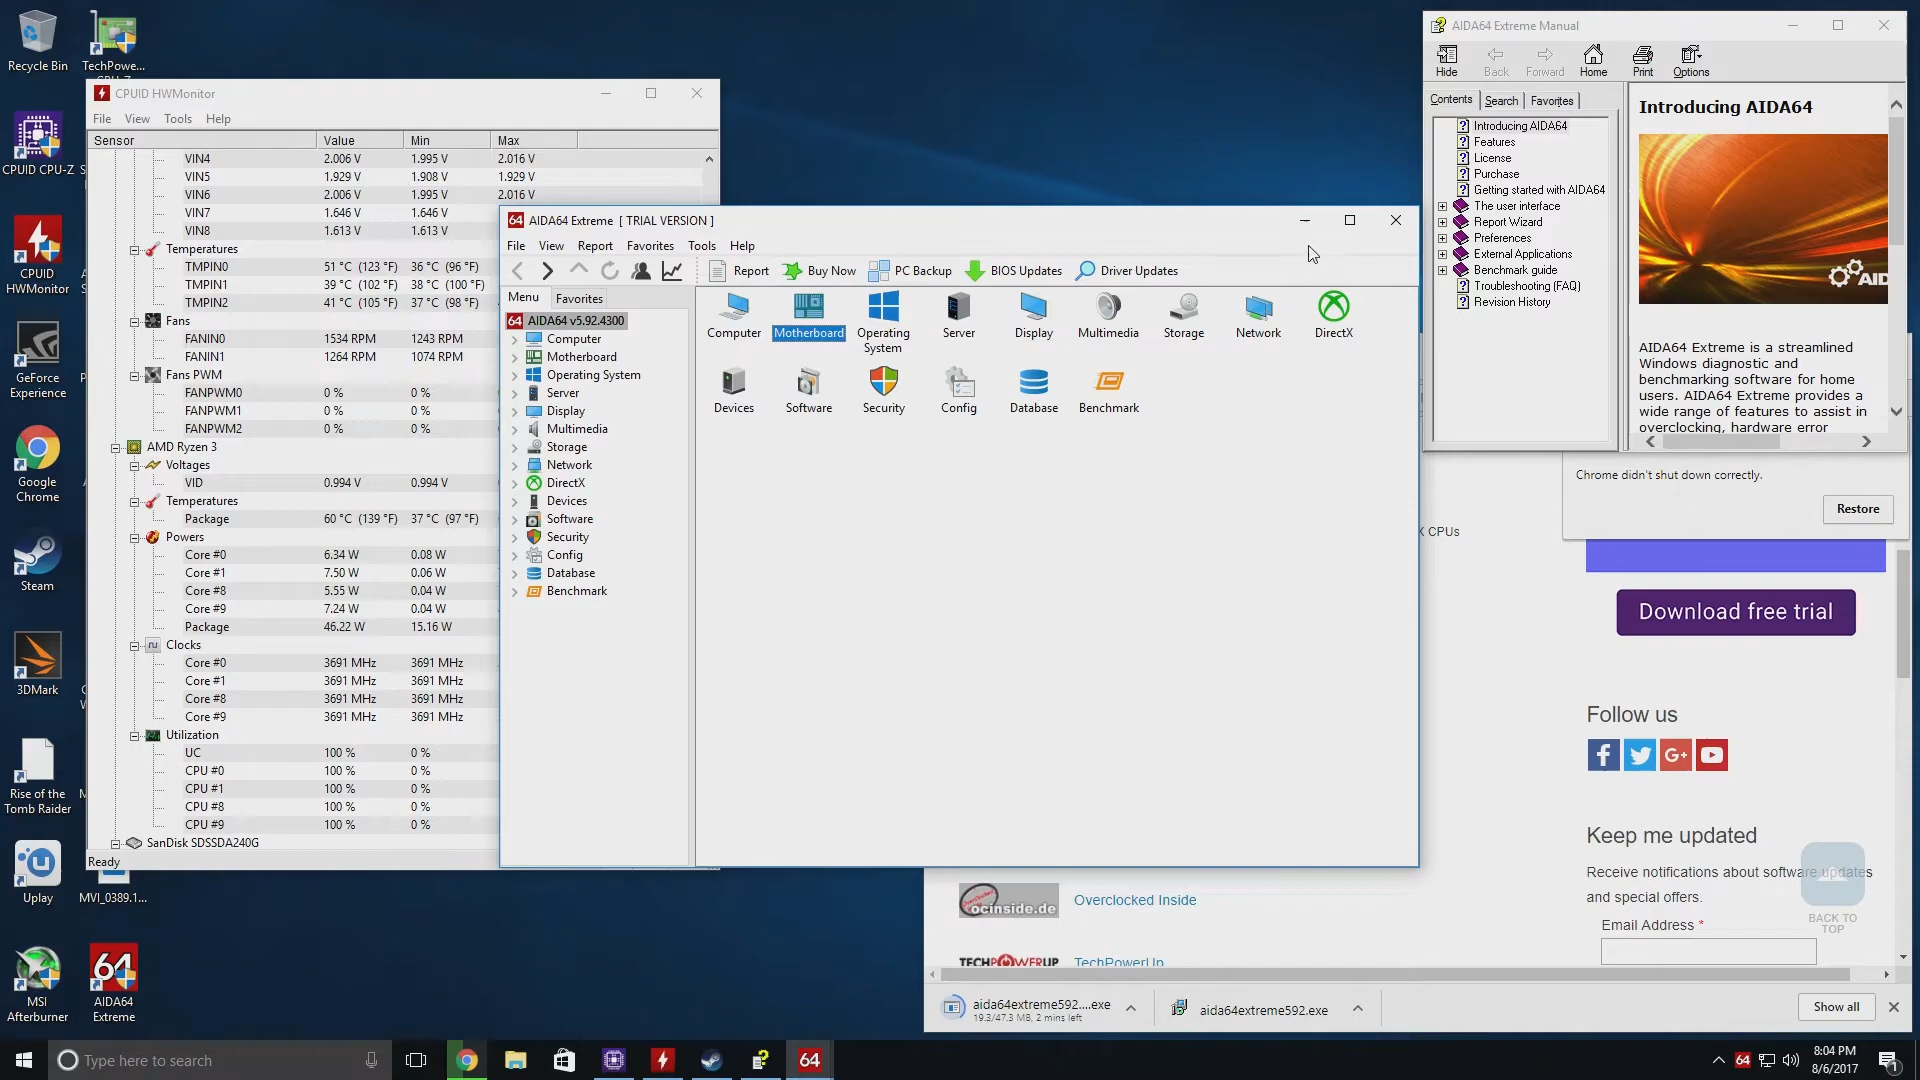 Recycle Bin
TechPowe...
CPUID CPU-Z
CPUID
HWMonitor
GeForce
Experience
Google
Chrome
Steam
3DMark
Rise of the
Tomb Raider
Uplay
MVI_0389.1...
MSI
Afterburner
AIDA64
Extreme
CPUID HWMonitor
File View Tools Help
Sensor Value Min Max
VIN4 2.006 V 1.995 V 2.016 V
VIN5 1.929 V 1.908 V 1.929 V
VIN6 2.006 V 1.995 V 2.016 V
VIN7 1.646 V 1.646 V 1.646 V
VIN8 1.613 V 1.613 V 1.613 V
Temperatures
TMPIN0 51 °C (123 °F) 36 °C (96 °F)
TMPIN1 39 °C (102 °F) 38 °C (100 °F)
TMPIN2 41 °C (105 °F) 37 °C (98 °F)
Fans
FANIN0 1534 RPM 1243 RPM
FANIN1 1264 RPM 1074 RPM
Fans PWM
FANPWM0 0 % 0 %
FANPWM1 0 % 0 %
FANPWM2 0 % 0 %
AMD Ryzen 3
Voltages
VID 0.994 V 0.994 V
Temperatures
Package 60 °C (139 °F) 37 °C (97 °F)
Powers
Core #0 6.34 W 0.08 W
Core #1 7.50 W 0.06 W
Core #8 5.55 W 0.04 W
Core #9 7.24 W 0.04 W
Package 46.22 W 15.16 W
Clocks
Core #0 3691 MHz 3691 MHz
Core #1 3691 MHz 3691 MHz
Core #8 3691 MHz 3691 MHz
Core #9 3691 MHz 3691 MHz
Utilization
UC 100 % 0 %
CPU #0 100 % 0 %
CPU #1 100 % 0 %
CPU #8 100 % 0 %
CPU #9 100 % 0 %
SanDisk SDSSDA240G
Ready
64 AIDA64 Extreme [ TRIAL VERSION ]
File View Report Favorites Tools Help
Report Buy Now PC Backup BIOS Updates Driver Updates
Menu Favorites
64 AIDA64 v5.92.4300
Computer
Motherboard
Operating System
Server
Display
Multimedia
Storage
Network
DirectX
Devices
Software
Security
Config
Database
Benchmark
Computer Motherboard Operating System Server Display Multimedia Storage Network DirectX
Devices Software Security Config Database Benchmark
AIDA64 Extreme Manual
Hide Back Forward Home Print Options
Contents Search Favorites
Introducing AIDA64
Features
License
Purchase
Getting started with AIDA64
The user interface
Report Wizard
Preferences
External Applications
Benchmark guide
Troubleshooting (FAQ)
Revision History
Introducing AIDA64
AID
AIDA64 Extreme is a streamlined
Windows diagnostic and
benchmarking software for home
users. AIDA64 Extreme provides a
wide range of features to assist in
overclocking, hardware error
Chrome didn't shut down correctly.
Restore
X CPUs
Download free trial
Follow us
Keep me updated
Receive notifications about software updates
and special offers.
Email Address *
BACK TO
TOP
ocinside.de
Overclocked Inside
TECHPOWERUP
TechPowerUp
aida64extreme592....exe
19.3/47.3 MB, 2 mins left
aida64extreme592.exe
Show all
Type here to search
64
64
8:04 PM
8/6/2017
1